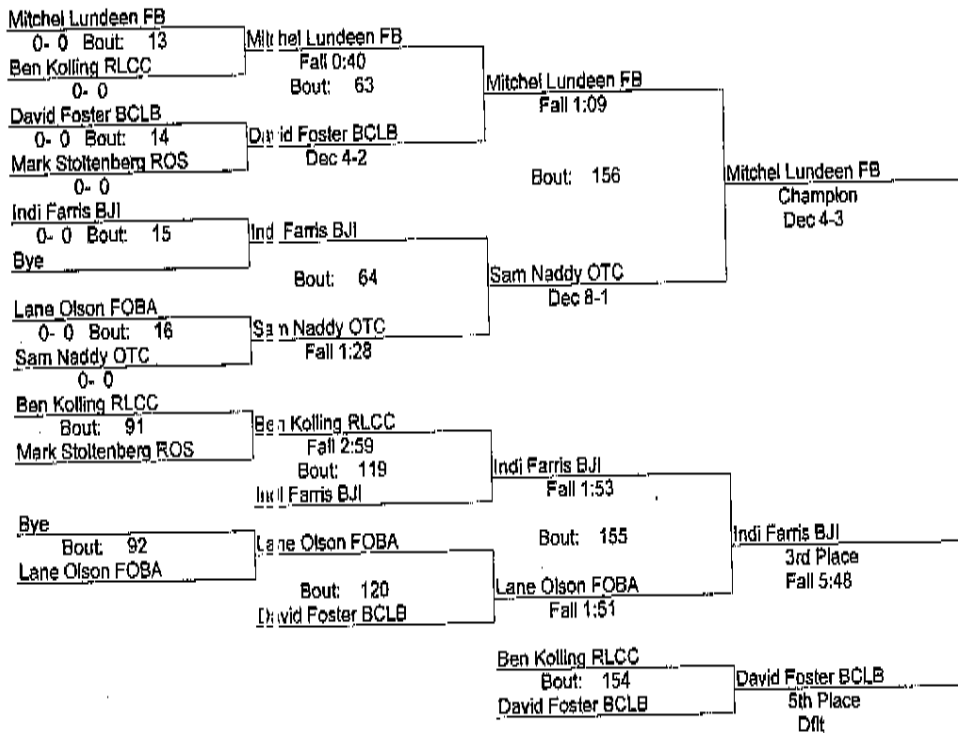 Mitchel Lundeen FB
0- 0 Bout: 13
Ben Kolling RLCC
0- 0
David Foster BCLB
0- 0 Bout: 14
Mark Stoltenberg ROS
0- 0
Indi Farris BJI
0- 0 Bout: 15
Bye
Lane Olson FOBA
0- 0 Bout: 16
Sam Naddy OTC
0- 0
Mitchel Lundeen FB
Fall 0:40
Bout: 63
David Foster BCLB
Dec 4-2
Indi Farris BJI
Bout: 64
Sam Naddy OTC
Fall 1:28
Mitchel Lundeen FB
Fall 1:09
Bout: 156
Sam Naddy OTC
Dec 8-1
Mitchel Lundeen FB
Champion
Dec 4-3
Ben Kolling RLCC
Bout: 91
Mark Stoltenberg ROS
Bye
Bout: 92
Lane Olson FOBA
Ben Kolling RLCC
Fall 2:59
Bout: 119
Indi Farris BJI
Lane Olson FOBA
Bout: 120
David Foster BCLB
Indi Farris BJI
Fall 1:53
Bout: 155
Lane Olson FOBA
Fall 1:51
Indi Farris BJI
3rd Place
Fall 5:48
Ben Kolling RLCC
Bout: 154
David Foster BCLB
David Foster BCLB
5th Place
Dflt